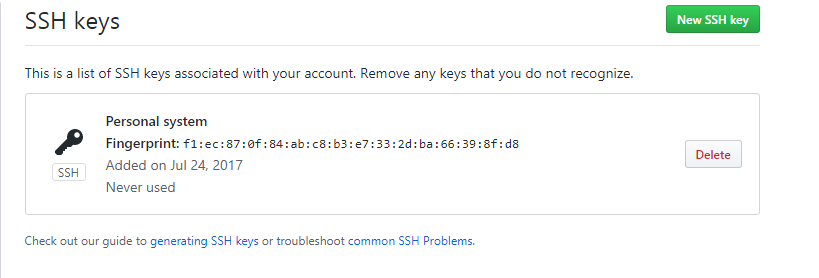 SSH keys
New SSH key
This is a list of SSH keys associated with your account. Remove any keys that you do not recognize.
Personal system
Fingerprint: f1:ec:87:0f:84:ab:c8:b3:e7:33:2d:ba:66:39:8f:d8
Added on Jul 24, 2017
Never used
SSH
Delete
Check out our guide to generating SSH keys or troubleshoot common SSH Problems.